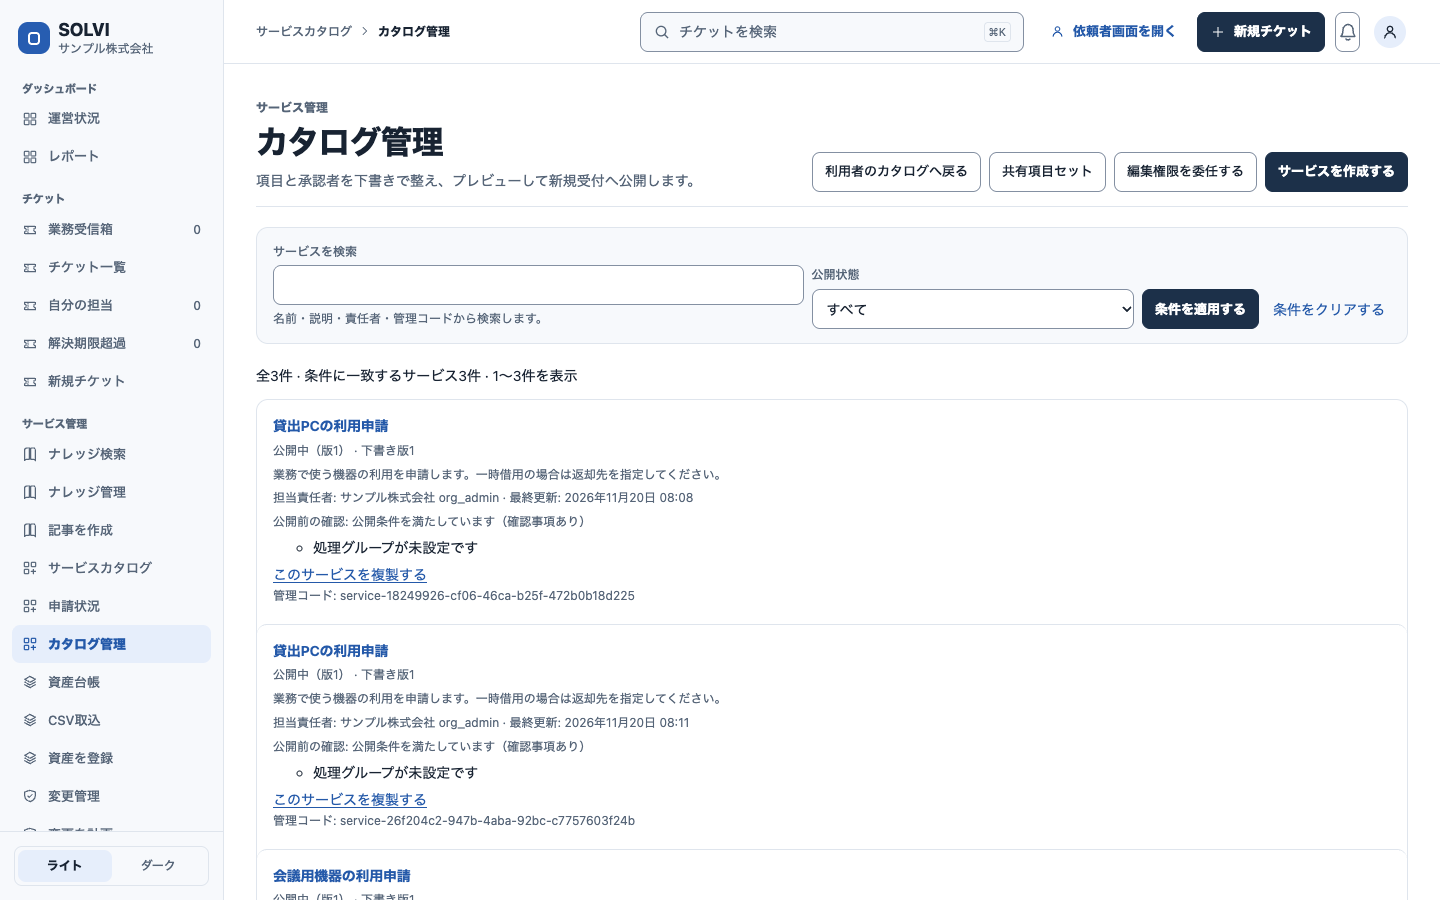 SOLVI
サンプル株式会社
ダッシュボード
運営状況
レポート
チケット
業務受信箱 0
チケット一覧
自分の担当 0
解決期限超過 0
新規チケット
サービス管理
ナレッジ検索
ナレッジ管理
記事を作成
サービスカタログ
申請状況
カタログ管理
資産台帳
CSV取込
資産を登録
変更管理
ライト ダーク
サービスカタログ > カタログ管理
チケットを検索 ⌘K
依頼者画面を開く
＋ 新規チケット
サービス管理
カタログ管理
項目と承認者を下書きで整え、プレビューして新規受付へ公開します。
利用者のカタログへ戻る
共有項目セット
編集権限を委任する
サービスを作成する
サービスを検索
名前・説明・責任者・管理コードから検索します。
公開状態
すべて
条件を適用する
条件をクリアする
全3件 · 条件に一致するサービス3件 · 1〜3件を表示
貸出PCの利用申請
公開中（版1） · 下書き版1
業務で使う機器の利用を申請します。一時借用の場合は返却先を指定してください。
担当責任者: サンプル株式会社 org_admin · 最終更新: 2026年11月20日 08:08
公開前の確認: 公開条件を満たしています（確認事項あり）
処理グループが未設定です
このサービスを複製する
管理コード: service-18249926-cf06-46ca-b25f-472b0b18d225
貸出PCの利用申請
公開中（版1） · 下書き版1
業務で使う機器の利用を申請します。一時借用の場合は返却先を指定してください。
担当責任者: サンプル株式会社 org_admin · 最終更新: 2026年11月20日 08:11
公開前の確認: 公開条件を満たしています（確認事項あり）
処理グループが未設定です
このサービスを複製する
管理コード: service-26f204c2-947b-4aba-92bc-c7757603f24b
会議用機器の利用申請
公開中（版1） · 下書き版1